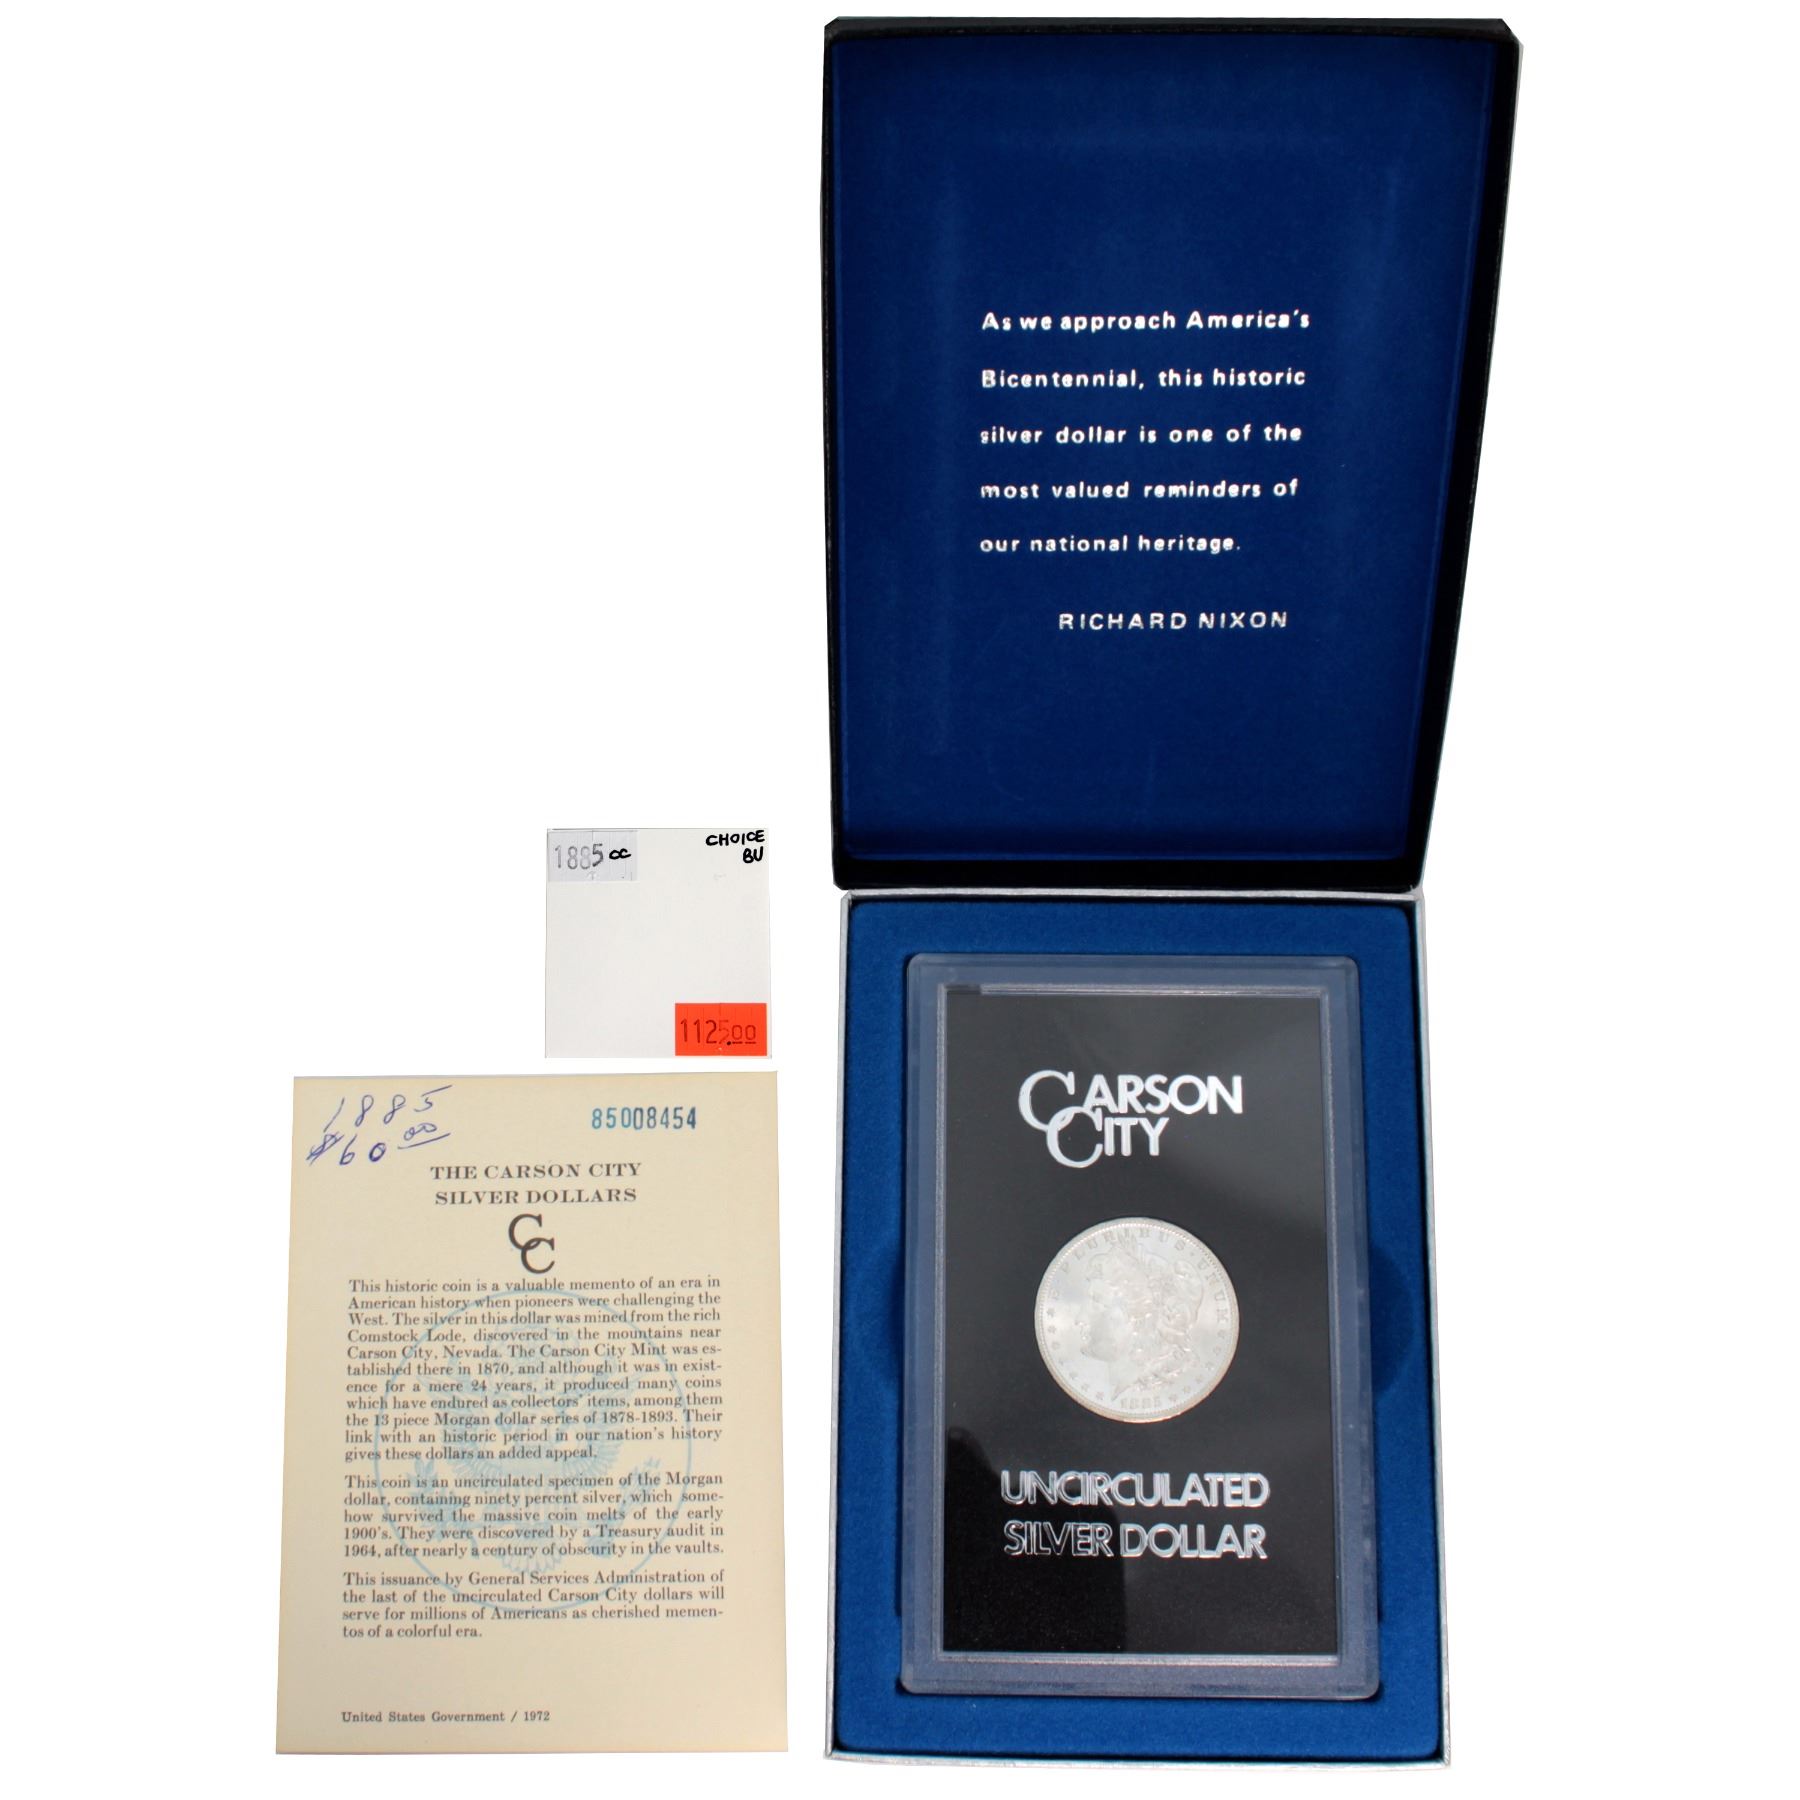 As we approach America's
Bicentennial, this historic
silver dollar is one of the
most valued reminders of
our national heritage.
RICHARD NIXON
1885 CC
CHOICE
BU
1125.00
1885
$60 00
85008454
THE CARSON CITY
SILVER DOLLARS
CC
This historic coin is a valuable memento of an era in
American history when pioneers were challenging the
West. The silver in this dollar was mined from the rich
Comstock Lode, discovered in the mountains near
Carson City, Nevada. The Carson City Mint was es-
tablished there in 1870, and although it was in exist-
ence for a mere 24 years, it produced many coins
which have endured as collectors' items, among them
the 13 piece Morgan dollar series of 1878-1893. Their
link with an historic period in our nation's history
gives these dollars an added appeal.
This coin is an uncirculated specimen of the Morgan
dollar, containing ninety percent silver, which some-
how survived the massive coin melts of the early
1900's. They were discovered by a Treasury audit in
1964, after nearly a century of obscurity in the vaults.
This issuance by General Services Administration of
the last of the uncirculated Carson City dollars will
serve for millions of Americans as cherished memen-
tos of a colorful era.
United States Government / 1972
CARSON
CITY
E PLURIBUS UNUM
1885
UNCIRCULATED
SILVER DOLLAR